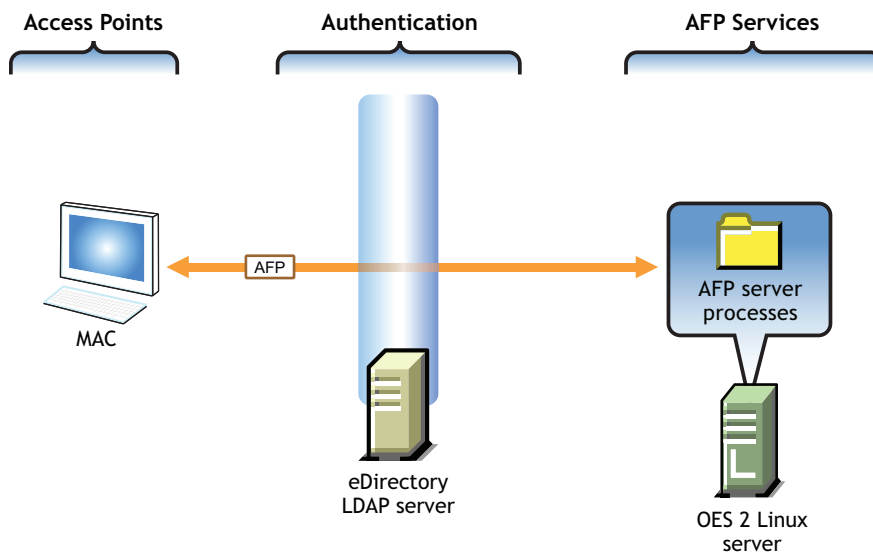 Access Points
Authentication
AFP Services
AFP
MAC
AFP server
processes
eDirectory
LDAP server
L
OES 2 Linux
server